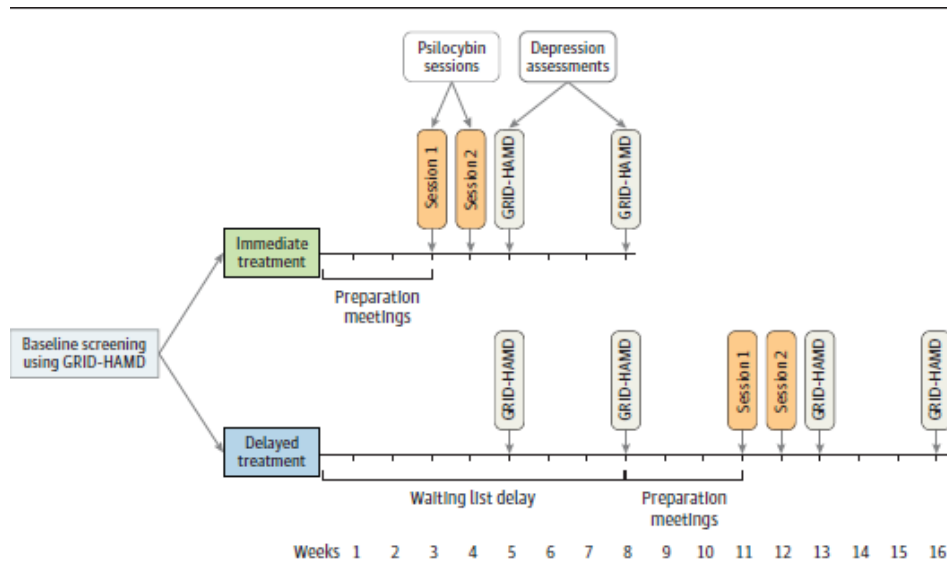 Psilocybin
sessions
Depression
assessments
Session 1
Session 2
GRID-HAMD
GRID-HAMD
Immediate
treatment
Preparation
meetings
Baseline screening
using GRID-HAMD
GRID-HAMD
GRID-HAMD
Session 1
Session 2
GRID-HAMD
GRID-HAMD
Delayed
treatment
Waiting list delay
Preparation
meetings
Weeks 1 2 3 4 5 6 7 8 9 10 11 12 13 14 15 16